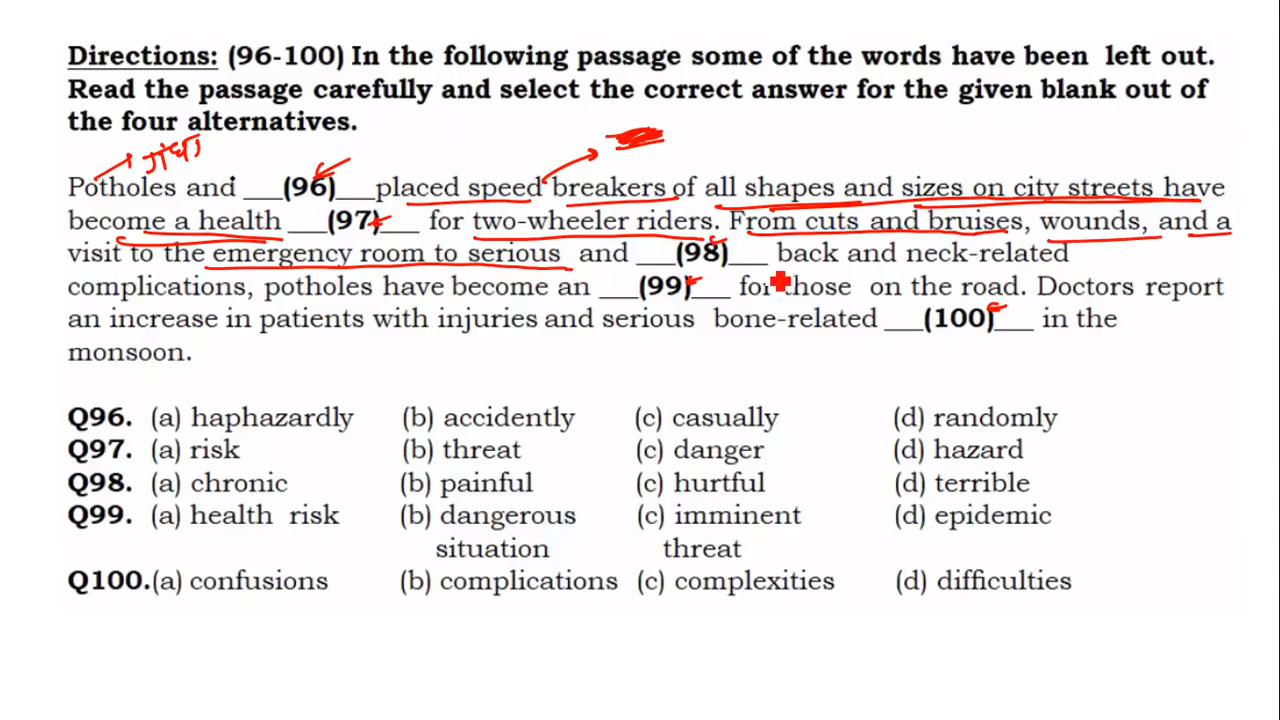 Directions: (96-100) In the following passage some of the words have been left out.
Read the passage carefully and select the correct answer for the given blank out of
the four alternatives.
Potholes and ___(96)___placed speed breakers of all shapes and sizes on city streets have
become a health ___(97)___ for two-wheeler riders. From cuts and bruises, wounds, and a
visit to the emergency room to serious and ___(98)___ back and neck-related
complications, potholes have become an ___(99)___ for those on the road. Doctors report
an increase in patients with injuries and serious bone-related ___(100)___ in the
monsoon.
Q96. (a) haphazardly (b) accidently (c) casually (d) randomly
Q97. (a) risk (b) threat (c) danger (d) hazard
Q98. (a) chronic (b) painful (c) hurtful (d) terrible
Q99. (a) health risk (b) dangerous situation (c) imminent threat (d) epidemic
Q100.(a) confusions (b) complications (c) complexities (d) difficulties